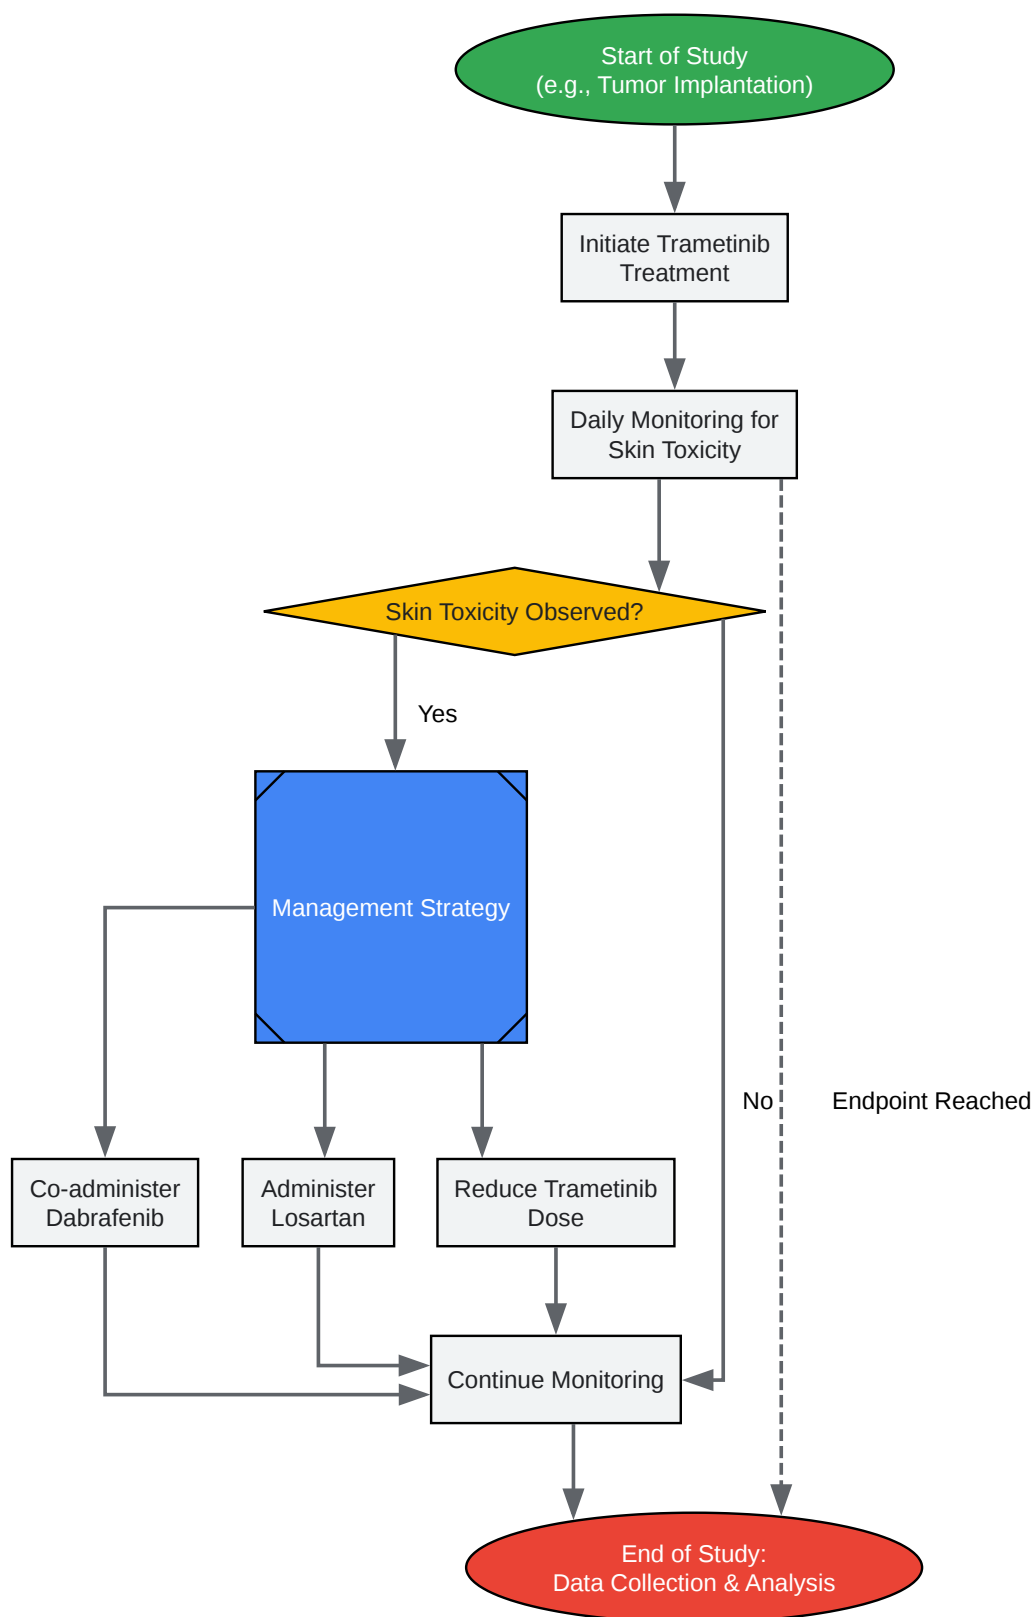 Start of Study
(e.g., Tumor Implantation)
Initiate Trametinib
Treatment
Daily Monitoring for
Skin Toxicity
Skin Toxicity Observed?
Yes
Management Strategy
No
Endpoint Reached
Co-administer
Dabrafenib
Administer
Losartan
Reduce Trametinib
Dose
Continue Monitoring
End of Study:
Data Collection & Analysis